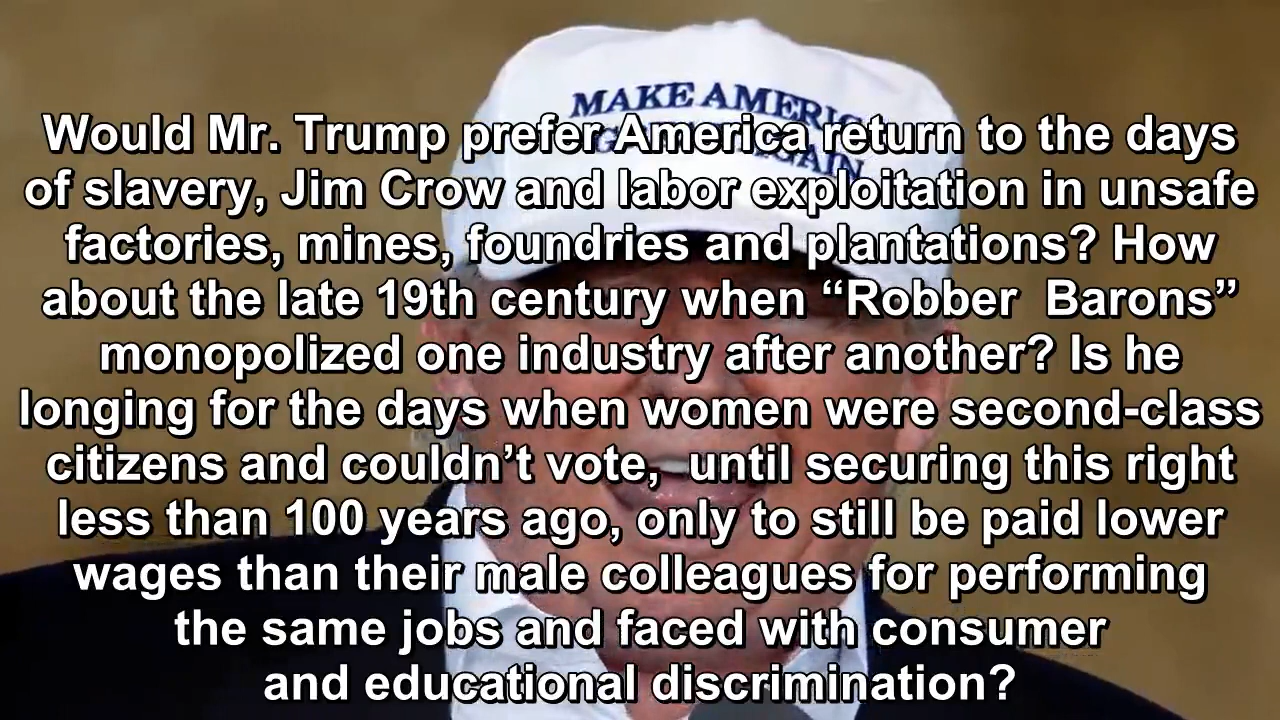 MAKE AMERIC
AGAIN
Would Mr. Trump prefer America return to the days
of slavery, Jim Crow and labor exploitation in unsafe
factories, mines, foundries and plantations? How
about the late 19th century when “Robber  Barons”
monopolized one industry after another? Is he
longing for the days when women were second-class
citizens and couldn’t vote,  until securing this right
less than 100 years ago, only to still be paid lower
wages than their male colleagues for performing
the same jobs and faced with consumer
and educational discrimination?